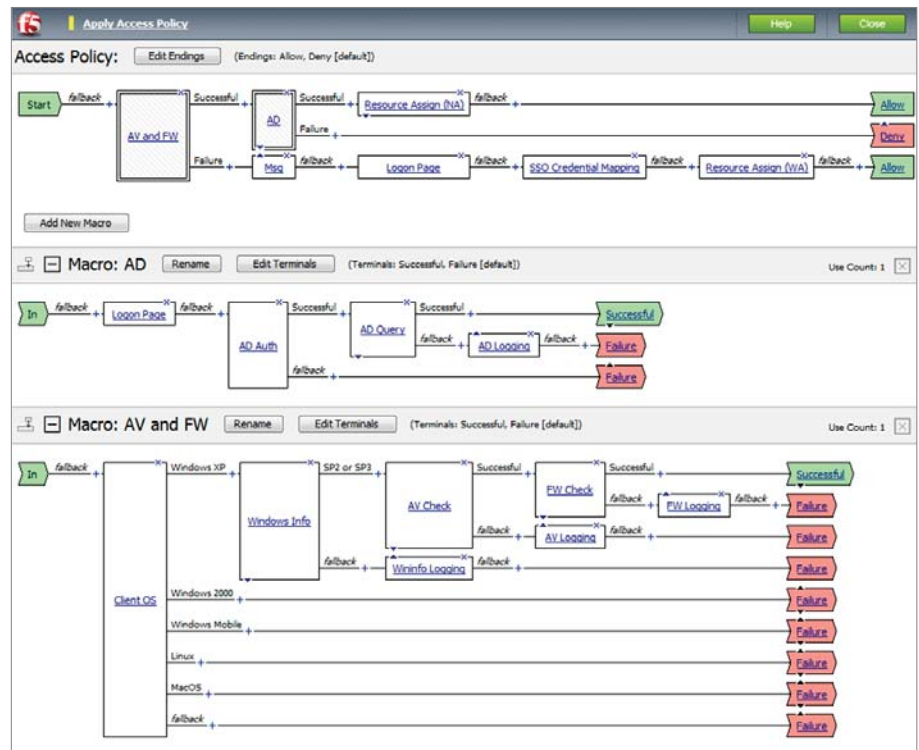 f5 Apply Access Policy Help Close
Access Policy: Edit Endings (Endings: Allow, Deny [default])
Start fallback + Successful + Successful + Resource Assign (NA) fallback + Allow
AV and FW AD Failure + Deny
Failure + Msg fallback + Logon Page fallback + SSO Credential Mapping fallback + Resource Assign (WA) fallback + Allow
Add New Macro
Macro: AD Rename Edit Terminals (Terminals: Successful, Failure [default]) Use Count: 1
In fallback + Logon Page fallback + Successful + Successful + Successful
AD Auth AD Query fallback + AD Logging fallback + Failure
fallback + Failure
Macro: AV and FW Rename Edit Terminals (Terminals: Successful, Failure [default]) Use Count: 1
In fallback + Windows XP + SP2 or SP3 + Successful + Successful + Successful
Windows Info AV Check FW Check fallback + FW Logging fallback + Failure
fallback + AV Logging fallback + Failure
fallback + Wininfo Logging fallback + Failure
Client OS Windows 2000 + Failure
Windows Mobile + Failure
Linux + Failure
MacOS + Failure
fallback + Failure